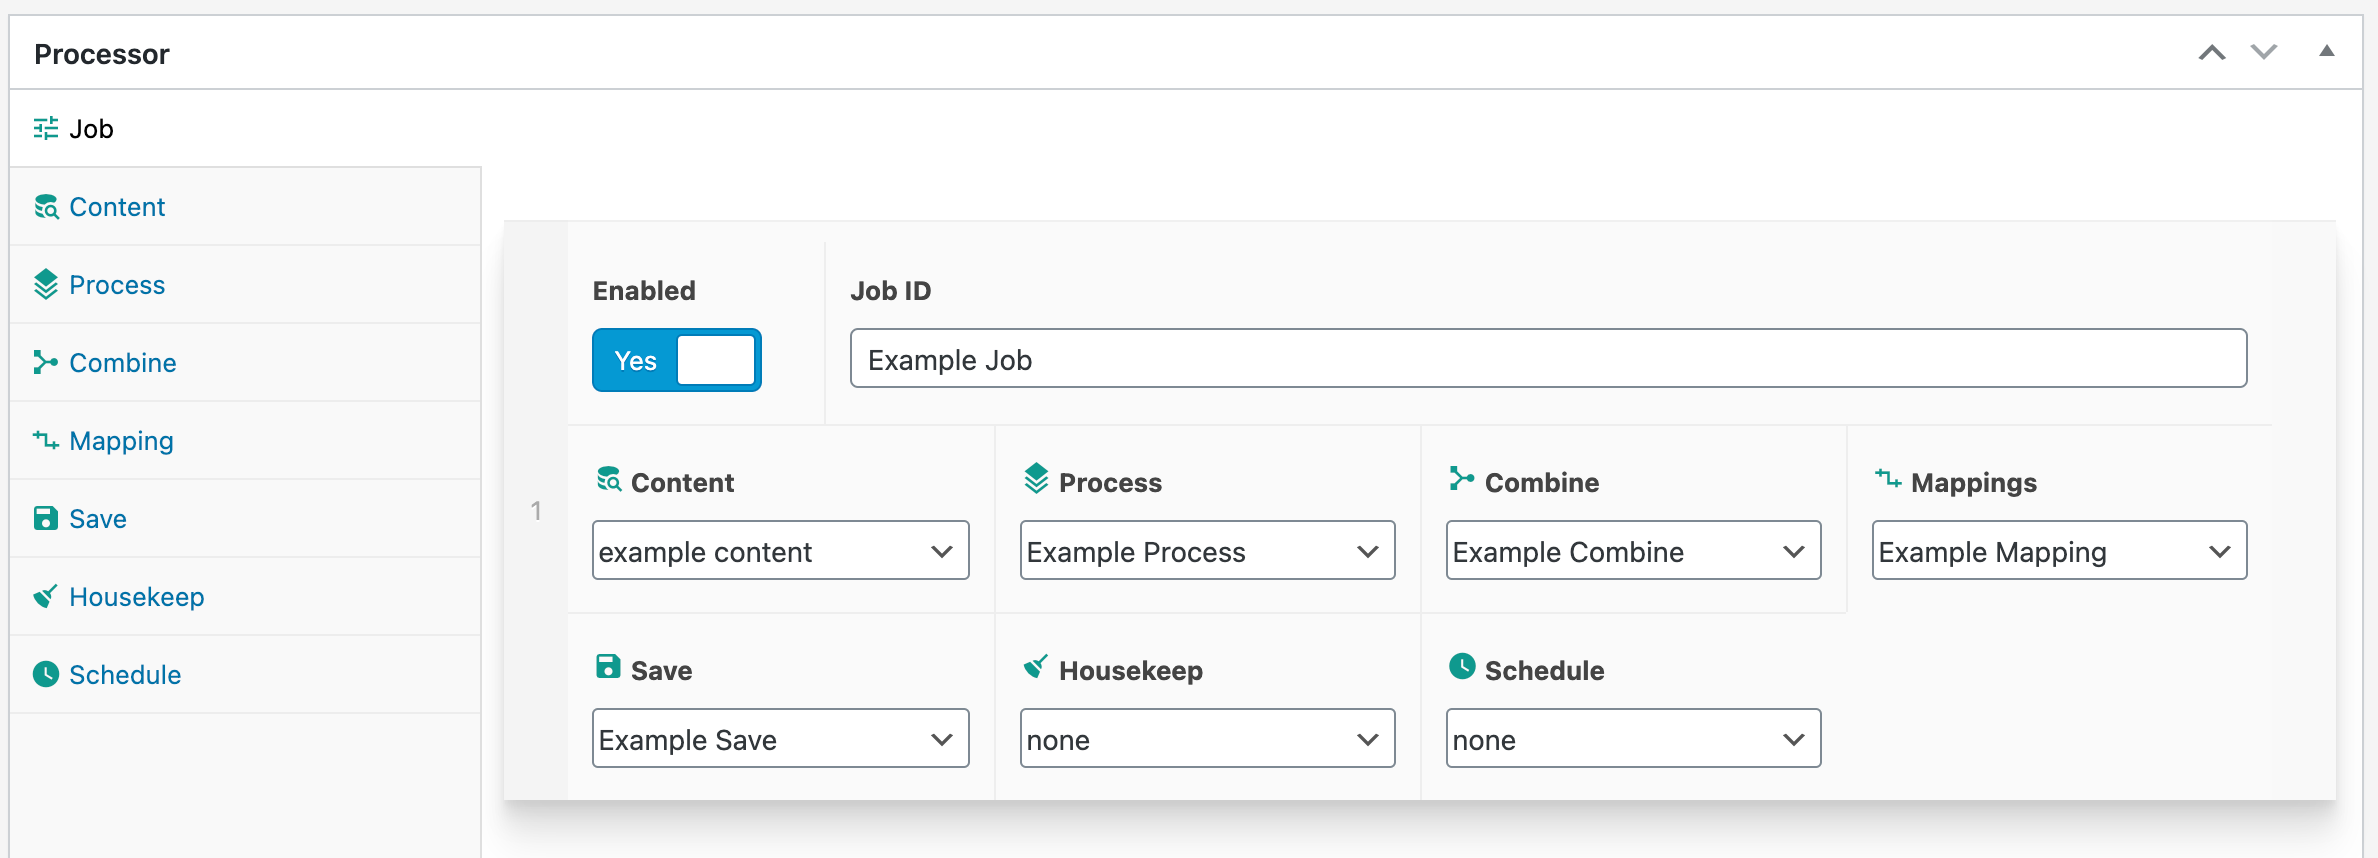 Processor
Job
Content
Process
Combine
Mapping
Save
Housekeep
Schedule
1
Enabled
Job ID
Yes
Example Job
Content
Process
Combine
Mappings
example content
Example Process
Example Combine
Example Mapping
Save
Housekeep
Schedule
Example Save
none
none